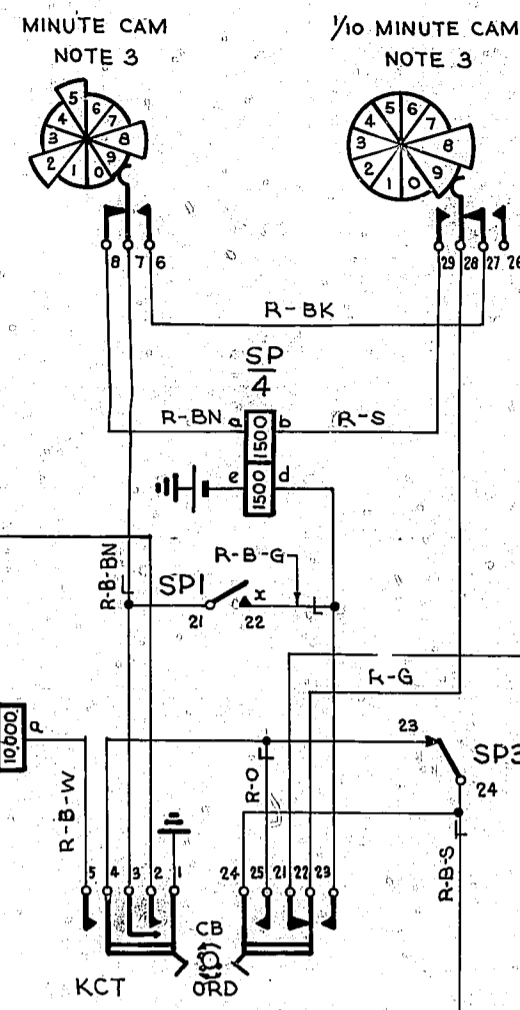 MINUTE CAM
NOTE 3
1/10 MINUTE CAM
NOTE 3
5 6
4 7
3 8
2 9
1 0
5 6
4 7
3 8
2 9
1 0
8 7 6
29 28 27 26
R-BK
SP
4
R-BN a 1500 b R-S
e 1500 d
R-B-BN
SP1
R-B-G
x
21 22
R-G
10,000 a
23
SP3
24
R-B-W
R-O
R-B-S
5 4 3 2 1
24 25 21 22 23
CB
KCT ORD